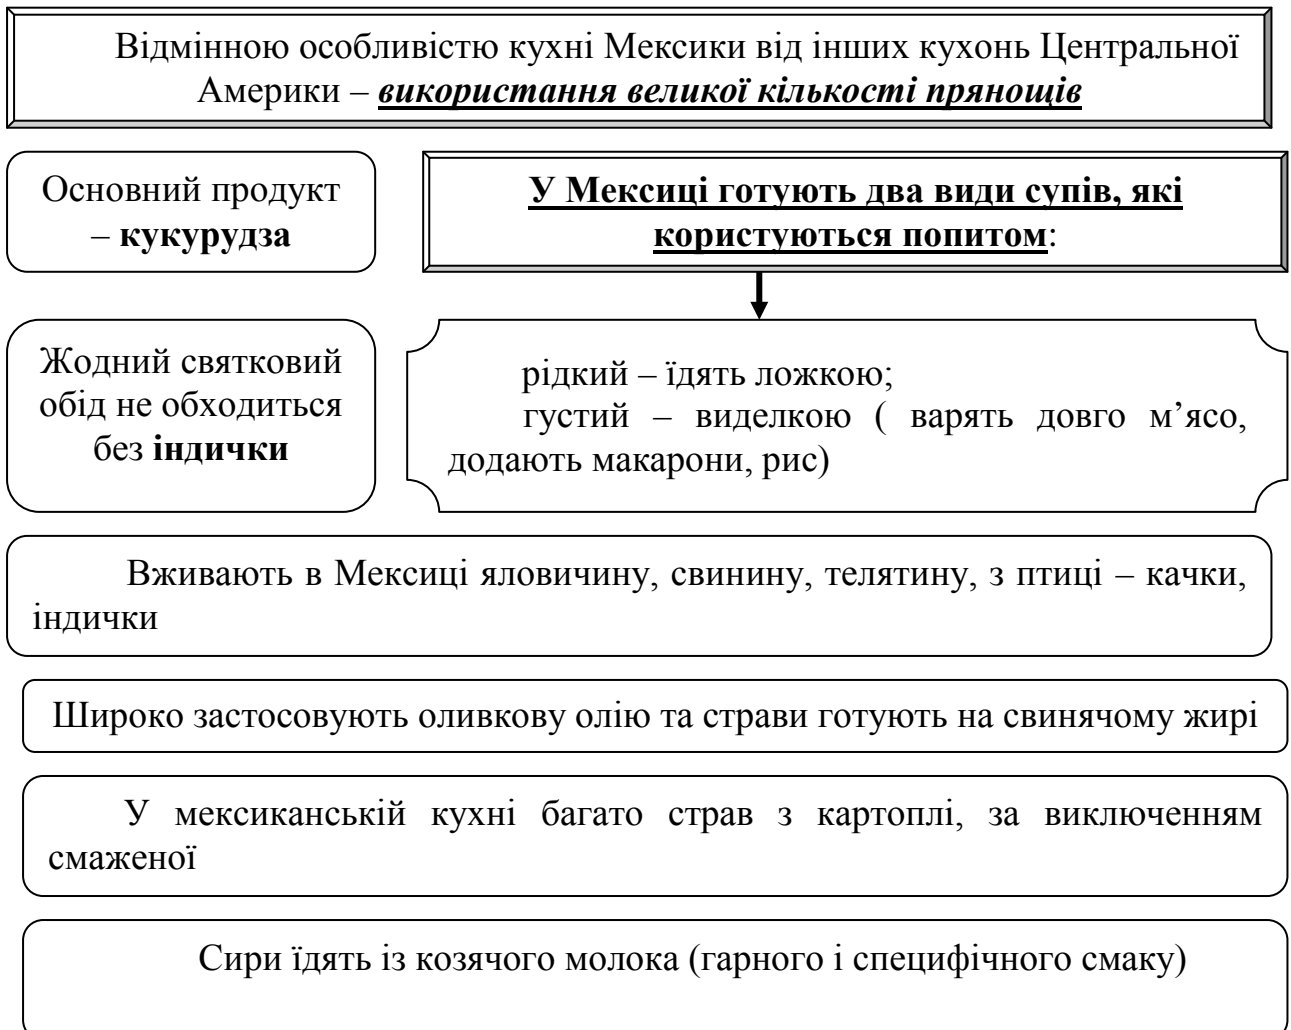 Відмінною особливістю кухні Мексики від інших кухонь Центральної
Америки – використання великої кількості прянощів
Основний продукт
– кукурудза
У Мексиці готують два види супів, які
користуються попитом:
Жодний святковий
обід не обходиться
без індички
рідкий – їдять ложкою;
густий – виделкою ( варять довго м’ясо,
додають макарони, рис)
Вживають в Мексиці яловичину, свинину, телятину, з птиці – качки,
індички
Широко застосовують оливкову олію та страви готують на свинячому жирі
У мексиканській кухні багато страв з картоплі, за виключенням
смаженої
Сири їдять із козячого молока (гарного і специфічного смаку)